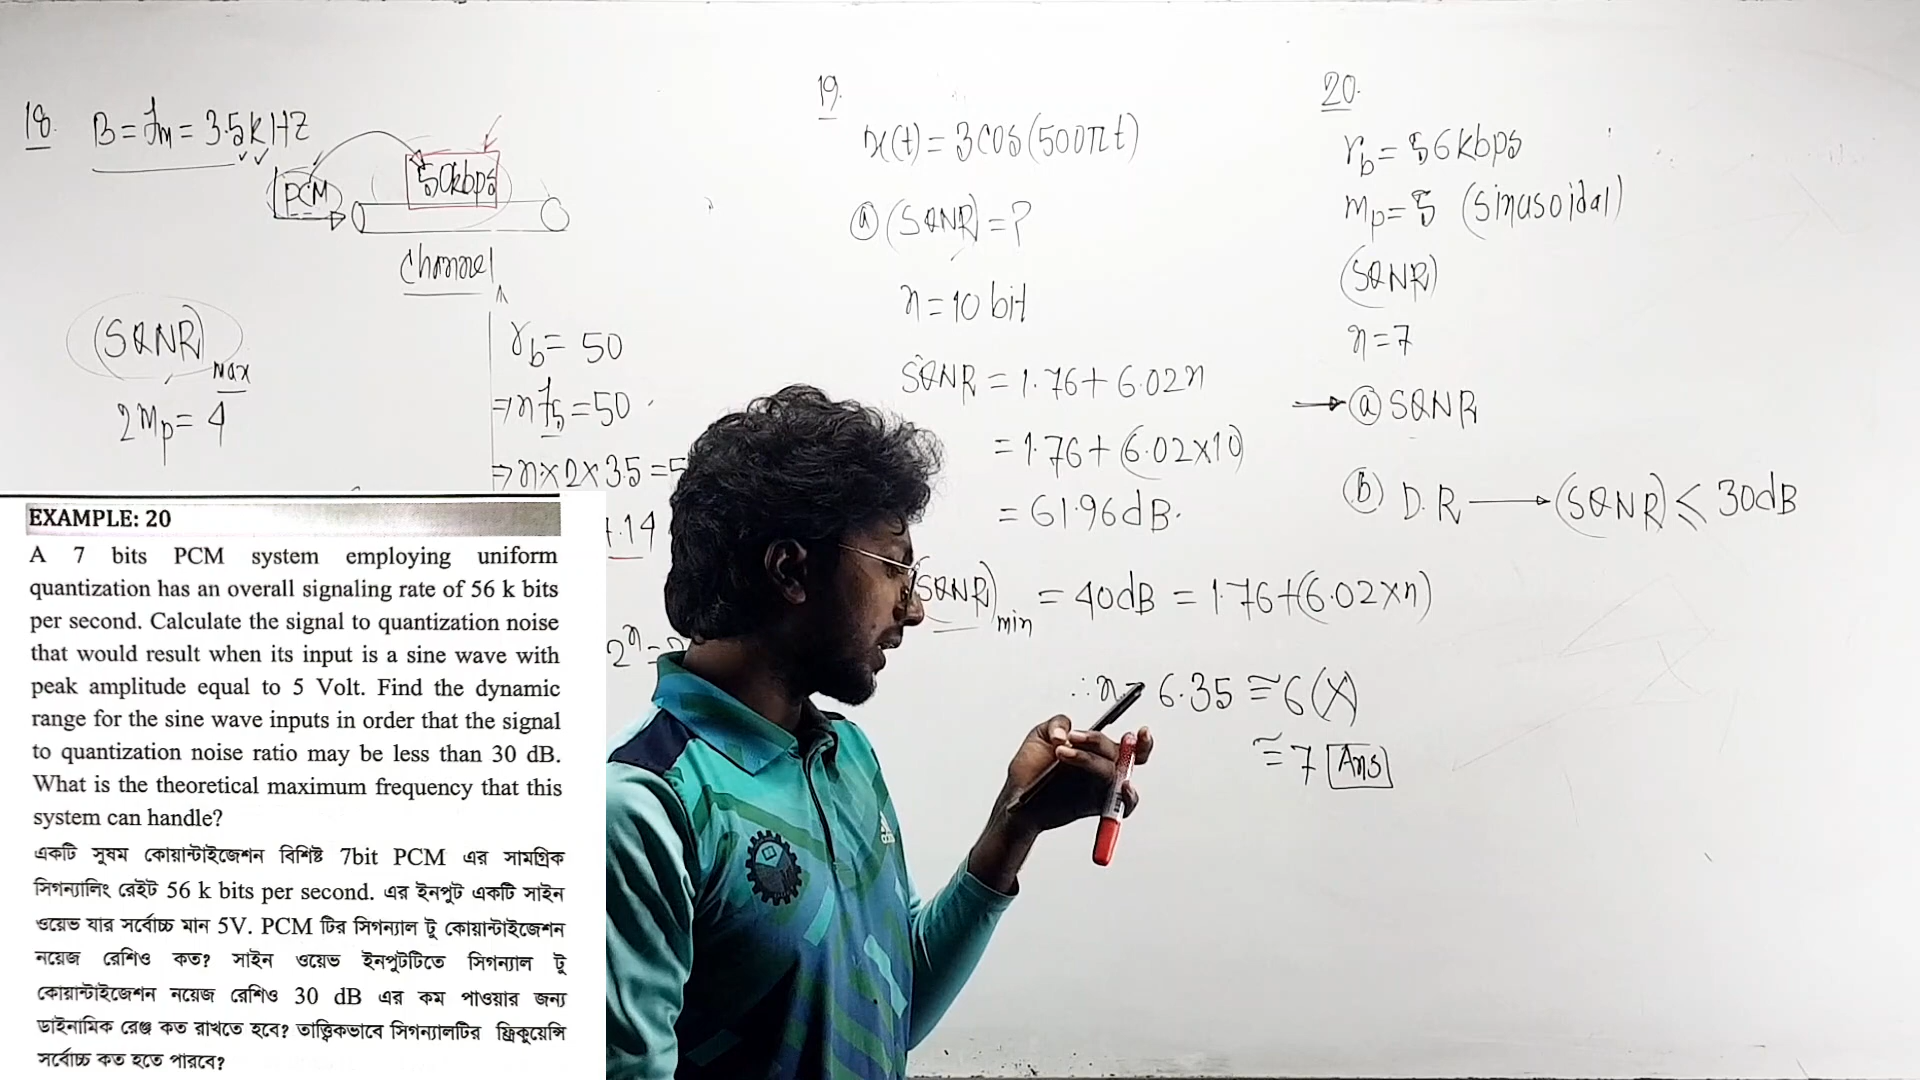 18.
B = fm = 3.5kHZ
PCM
50kbps
Channel
(SQNR)
Max
2mp = 4
rb = 50
⇒ nfs = 50
⇒ n×2×3.5 = 5
.14
2^n =
19.
x(t) = 3cos(500πt)
ⓐ (SQNR) = ?
n = 10 bit
SQNR = 1.76 + 6.02n
= 1.76 + (6.02×10)
= 61.96dB.
(SQNR)min = 40dB = 1.76+(6.02×n)
∴ n = 6.35 ≅ 6(X)
≅ 7 Ans
20.
rb = 56kbps
mp = 5 (sinusoidal)
(SQNR)
n = 7
→ ⓐ SQNR
ⓑ D.R → (SQNR) ≤ 30dB
EXAMPLE: 20
A 7 bits PCM system employing uniform
quantization has an overall signaling rate of 56 k bits
per second. Calculate the signal to quantization noise
that would result when its input is a sine wave with
peak amplitude equal to 5 Volt. Find the dynamic
range for the sine wave inputs in order that the signal
to quantization noise ratio may be less than 30 dB.
What is the theoretical maximum frequency that this
system can handle?
একটি সুষম কোয়ান্টাইজেশন বিশিষ্ট 7bit PCM এর সামগ্রিক
সিগন্যালিং রেইট 56 k bits per second. এর ইনপুট একটি সাইন
ওয়েভ যার সর্বোচ্চ মান 5V. PCM টির সিগন্যাল টু কোয়ান্টাইজেশন
নয়েজ রেশিও কত? সাইন ওয়েভ ইনপুটটিতে সিগন্যাল টু
কোয়ান্টাইজেশন নয়েজ রেশিও 30 dB এর কম পাওয়ার জন্য
ডাইনামিক রেঞ্জ কত রাখতে হবে? তাত্ত্বিকভাবে সিগন্যালটির ফ্রিকুয়েন্সি
সর্বোচ্চ কত হতে পারবে?